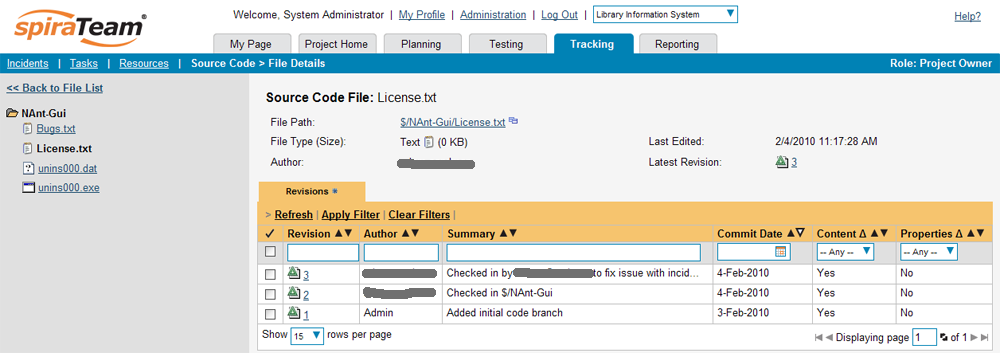 spiraTeam®
Welcome, System Administrator | My Profile | Administration | Log Out | Library Information System
Help?
My Page Project Home Planning Testing Tracking Reporting
Incidents | Tasks | Resources | Source Code > File Details Role: Project Owner
<< Back to File List
NAnt-Gui
Bugs.txt
License.txt
unins000.dat
unins000.exe
Source Code File: License.txt
File Path: $/NAnt-Gui/License.txt
File Type (Size): Text (0 KB) Last Edited: 2/4/2010 11:17:28 AM
Author: Latest Revision: 3
Revisions
> Refresh | Apply Filter | Clear Filters |
✓ Revision ▲▼ Author ▲▼ Summary ▲▼ Commit Date ▲▼ Content Δ ▲▼ Properties Δ ▲▼
-- Any -- -- Any --
3 Checked in by to fix issue with incid... 4-Feb-2010 Yes No
2 Checked in $/NAnt-Gui 4-Feb-2010 Yes No
1 Admin Added initial code branch 3-Feb-2010 Yes No
Show 15 rows per page Displaying page 1 of 1